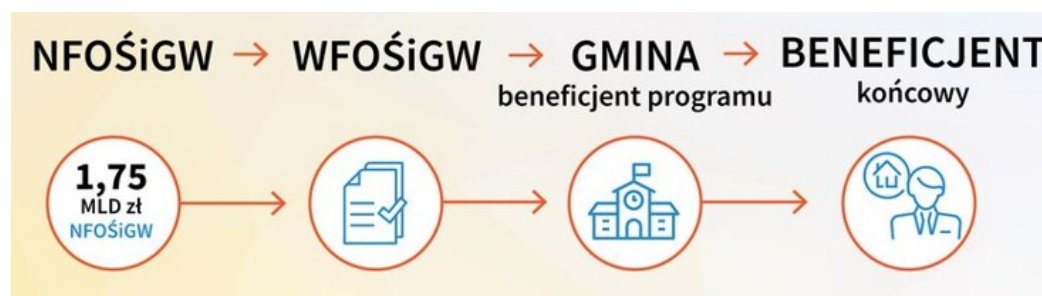 NFOŚiGW → WFOŚiGW → GMINA → BENEFICJENT
beneficjent programu
końcowy
1,75
MLD zł
NFOŚiGW